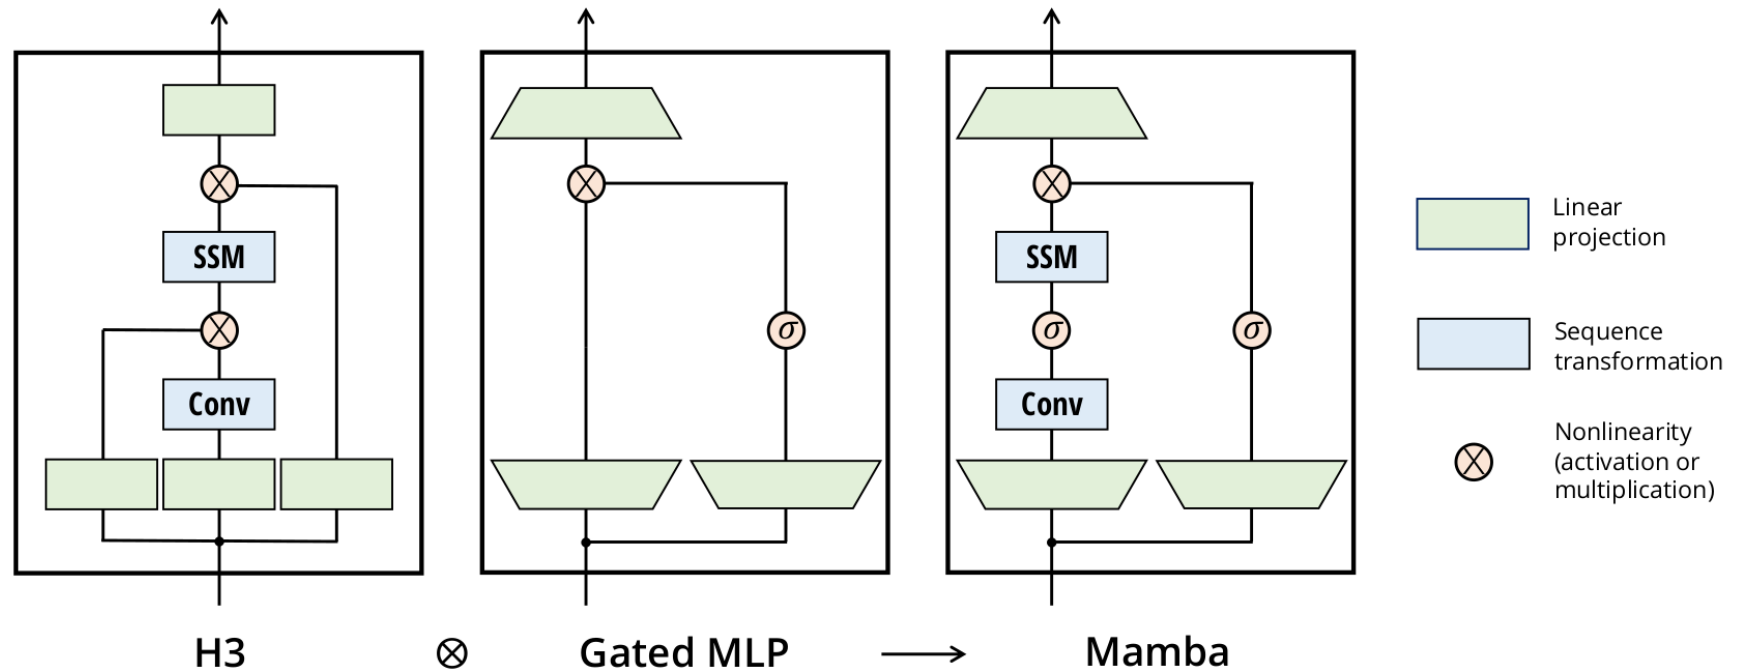 SSM
Conv
σ
SSM
σ
Conv
σ
Linear
projection
Sequence
transformation
Nonlinearity
(activation or
multiplication)
H3 ⊗ Gated MLP → Mamba